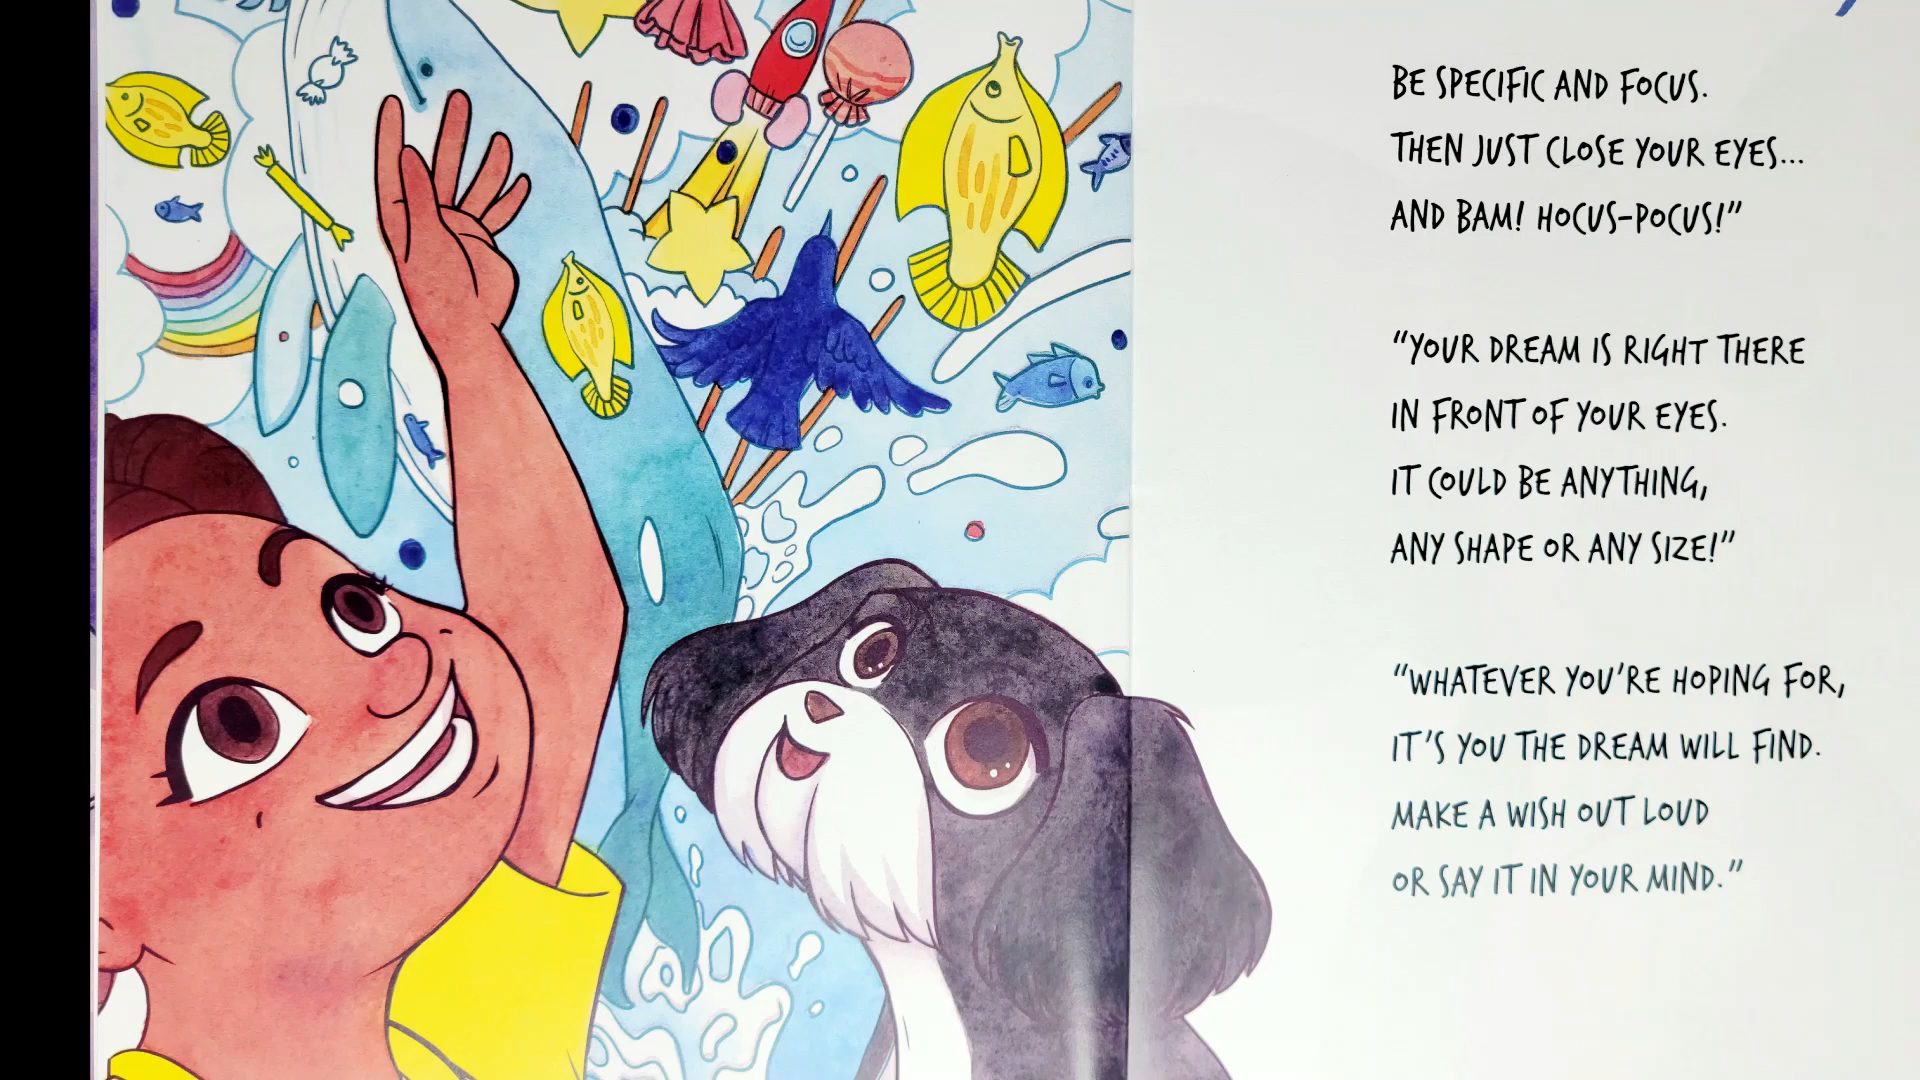 BE SPECIFIC AND FOCUS.
THEN JUST CLOSE YOUR EYES...
AND BAM! HOCUS-POCUS!”
“YOUR DREAM IS RIGHT THERE
IN FRONT OF YOUR EYES.
IT COULD BE ANYTHING,
ANY SHAPE OR ANY SIZE!”
“WHATEVER YOU’RE HOPING FOR,
IT’S YOU THE DREAM WILL FIND.
MAKE A WISH OUT LOUD
OR SAY IT IN YOUR MIND.”